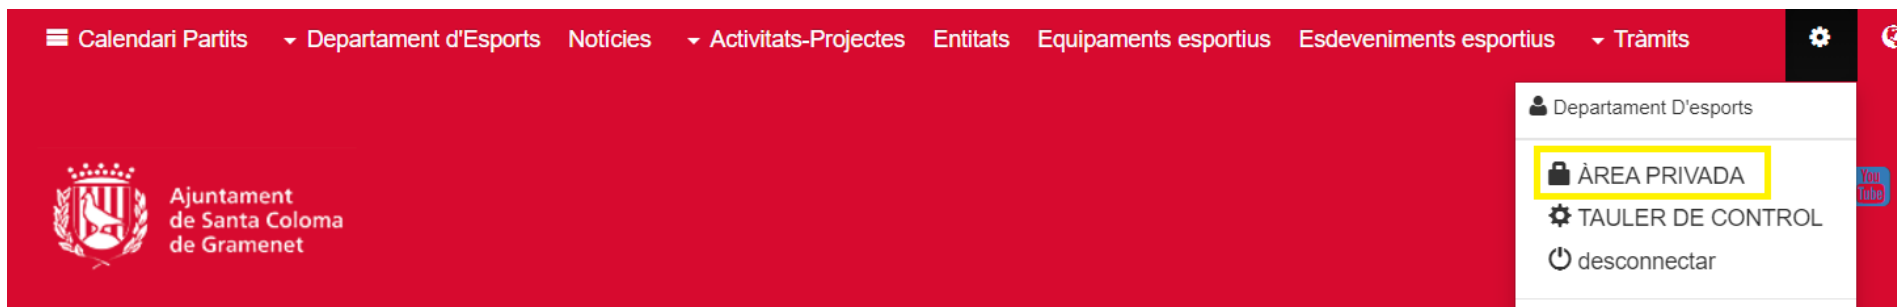 Calendari Partits Departament d'Esports Notícies Activitats-Projectes Entitats Equipaments esportius Esdeveniments esportius Tràmits
Departament D'esports
ÀREA PRIVADA
TAULER DE CONTROL
desconnectar
Ajuntament
de Santa Coloma
de Gramenet
You
Tube